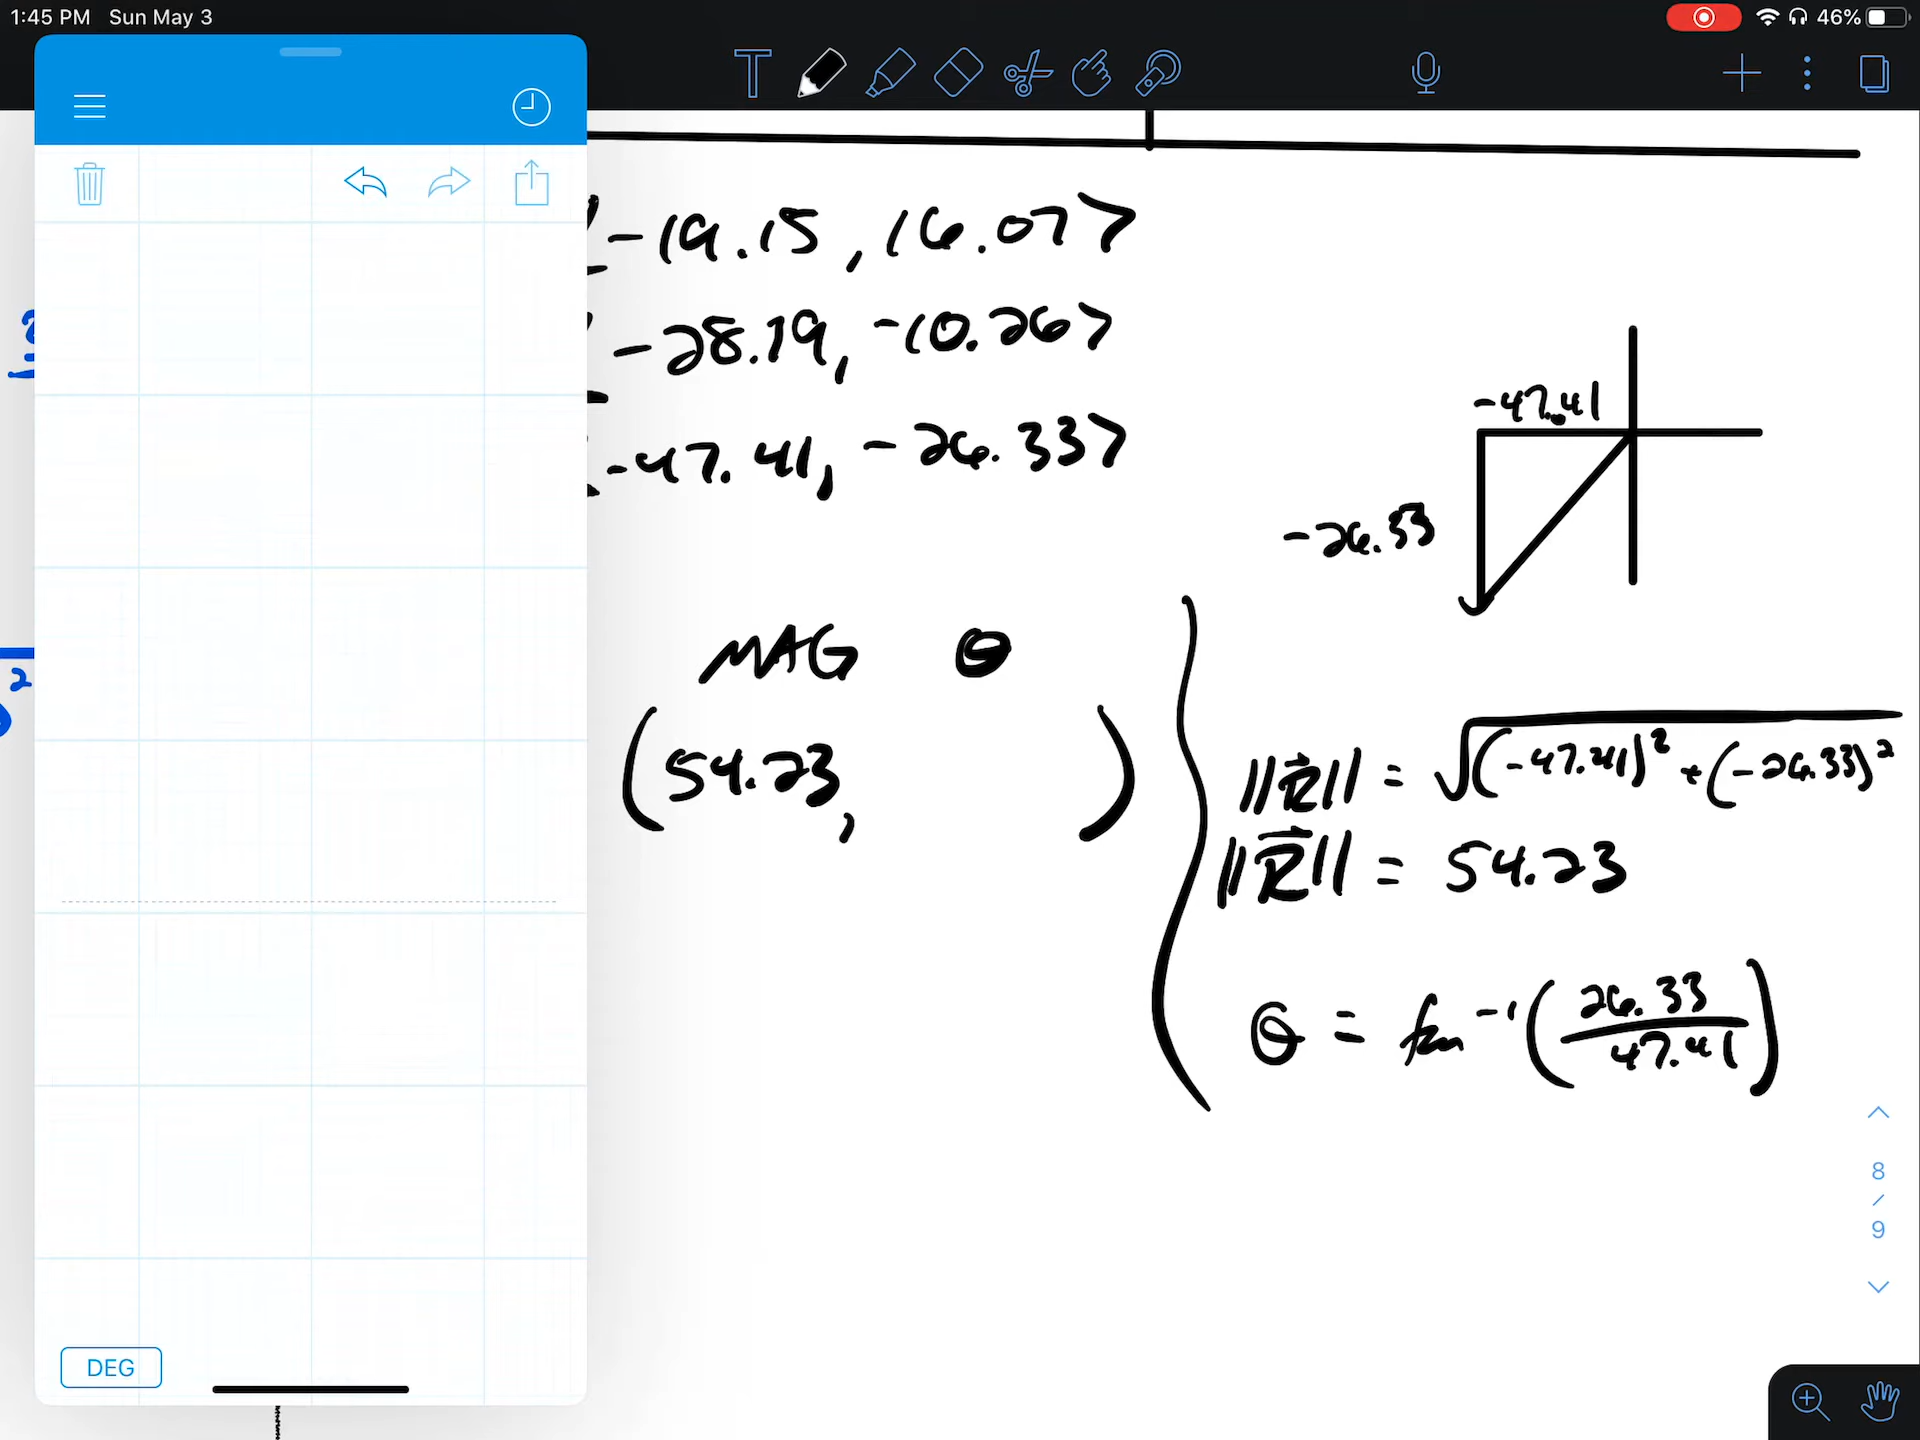 1:45 PM Sun May 3
46%
-19.15, 16.07>
-28.19, -10.26>
-47.41, -26.33>
-47.41
-26.33
MAG θ
(54.23, )
||R|| = √(-47.41)² + (-26.33)²
||R|| = 54.23
θ = tan⁻¹(26.33/47.41)
2
8
/
9
DEG